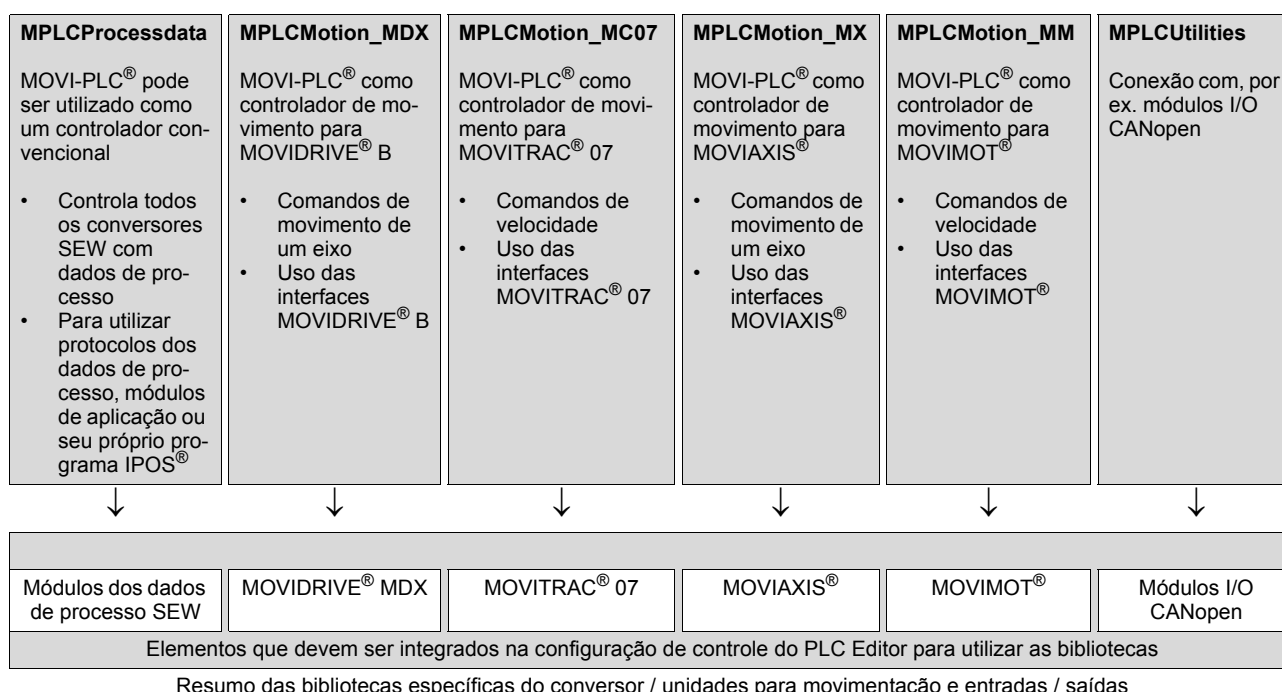 MPLCProcessdata
MOVI-PLC® pode
ser utilizado como
um controlador con-
vencional
• Controla todos
os conversores
SEW com
dados de pro-
cesso
• Para utilizar
protocolos dos
dados de pro-
cesso, módulos
de aplicação ou
seu próprio pro-
grama IPOS®
MPLCMotion_MDX
MOVI-PLC® como
controlador de mo-
vimento para
MOVIDRIVE® B
• Comandos de
movimento de
um eixo
• Uso das
interfaces
MOVIDRIVE® B
MPLCMotion_MC07
MOVI-PLC® como
controlador de movi-
mento para
MOVITRAC® 07
• Comandos de
velocidade
• Uso das
interfaces
MOVITRAC® 07
MPLCMotion_MX
MOVI-PLC® como
controlador de
movimento para
MOVIAXIS®
• Comandos de
movimento de
um eixo
• Uso das
interfaces
MOVIAXIS®
MPLCMotion_MM
MOVI-PLC® como
controlador de
movimento para
MOVIMOT®
• Comandos de
velocidade
• Uso das
interfaces
MOVIMOT®
MPLCUtilities
Conexão com, por
ex. módulos I/O
CANopen
↓ ↓ ↓ ↓ ↓ ↓
Módulos dos dados
de processo SEW
MOVIDRIVE® MDX
MOVITRAC® 07
MOVIAXIS®
MOVIMOT®
Módulos I/O
CANopen
Elementos que devem ser integrados na configuração de controle do PLC Editor para utilizar as bibliotecas
Resumo das bibliotecas específicas do conversor / unidades para movimentação e entradas / saídas